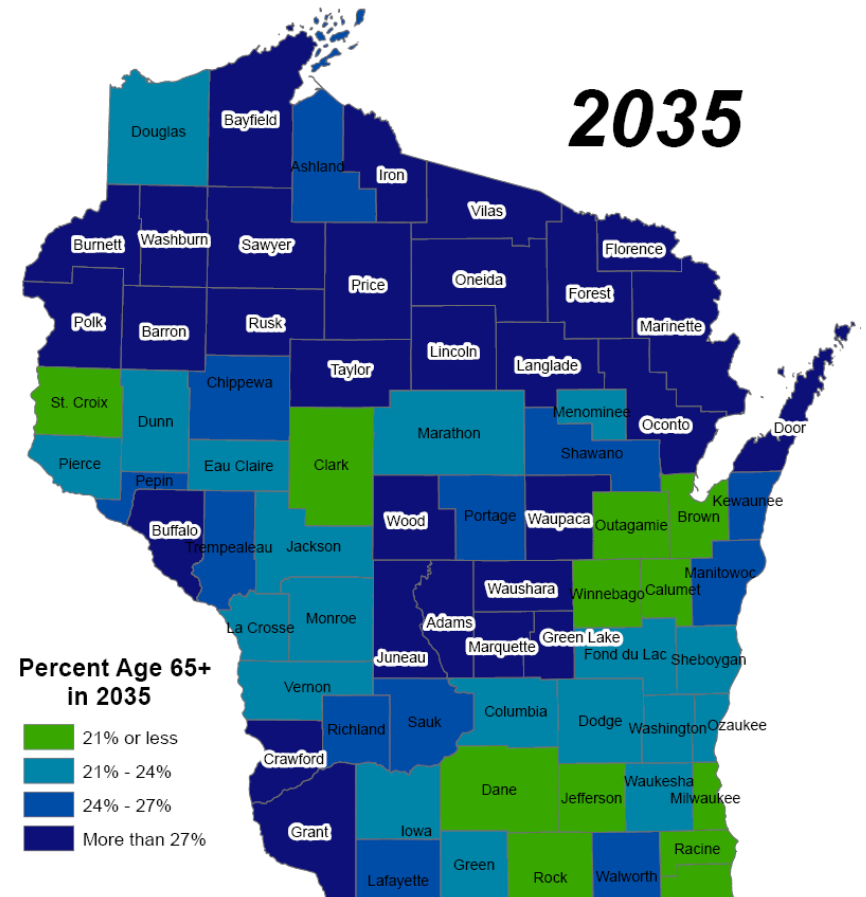 2035
Douglas
Bayfield
Ashland
Iron
Vilas
Burnett
Washburn
Sawyer
Florence
Price
Oneida
Forest
Polk
Barron
Rusk
Marinette
Lincoln
Taylor
Langlade
Chippewa
St. Croix
Dunn
Menominee
Oconto
Door
Marathon
Pierce
Eau Claire
Clark
Shawano
Pepin
Kewaunee
Buffalo
Wood
Portage
Waupaca
Outagamie
Brown
Trempealeau
Jackson
Manitowoc
Waushara
Winnebago
Calumet
La Crosse
Monroe
Adams
Juneau
Marquette
Green Lake
Fond du Lac
Sheboygan
Percent Age 65+
in 2035
21% or less
21% - 24%
24% - 27%
More than 27%
Vernon
Richland
Sauk
Columbia
Dodge
Washington
Ozaukee
Crawford
Dane
Jefferson
Waukesha
Milwaukee
Grant
Iowa
Racine
Green
Lafayette
Rock
Walworth